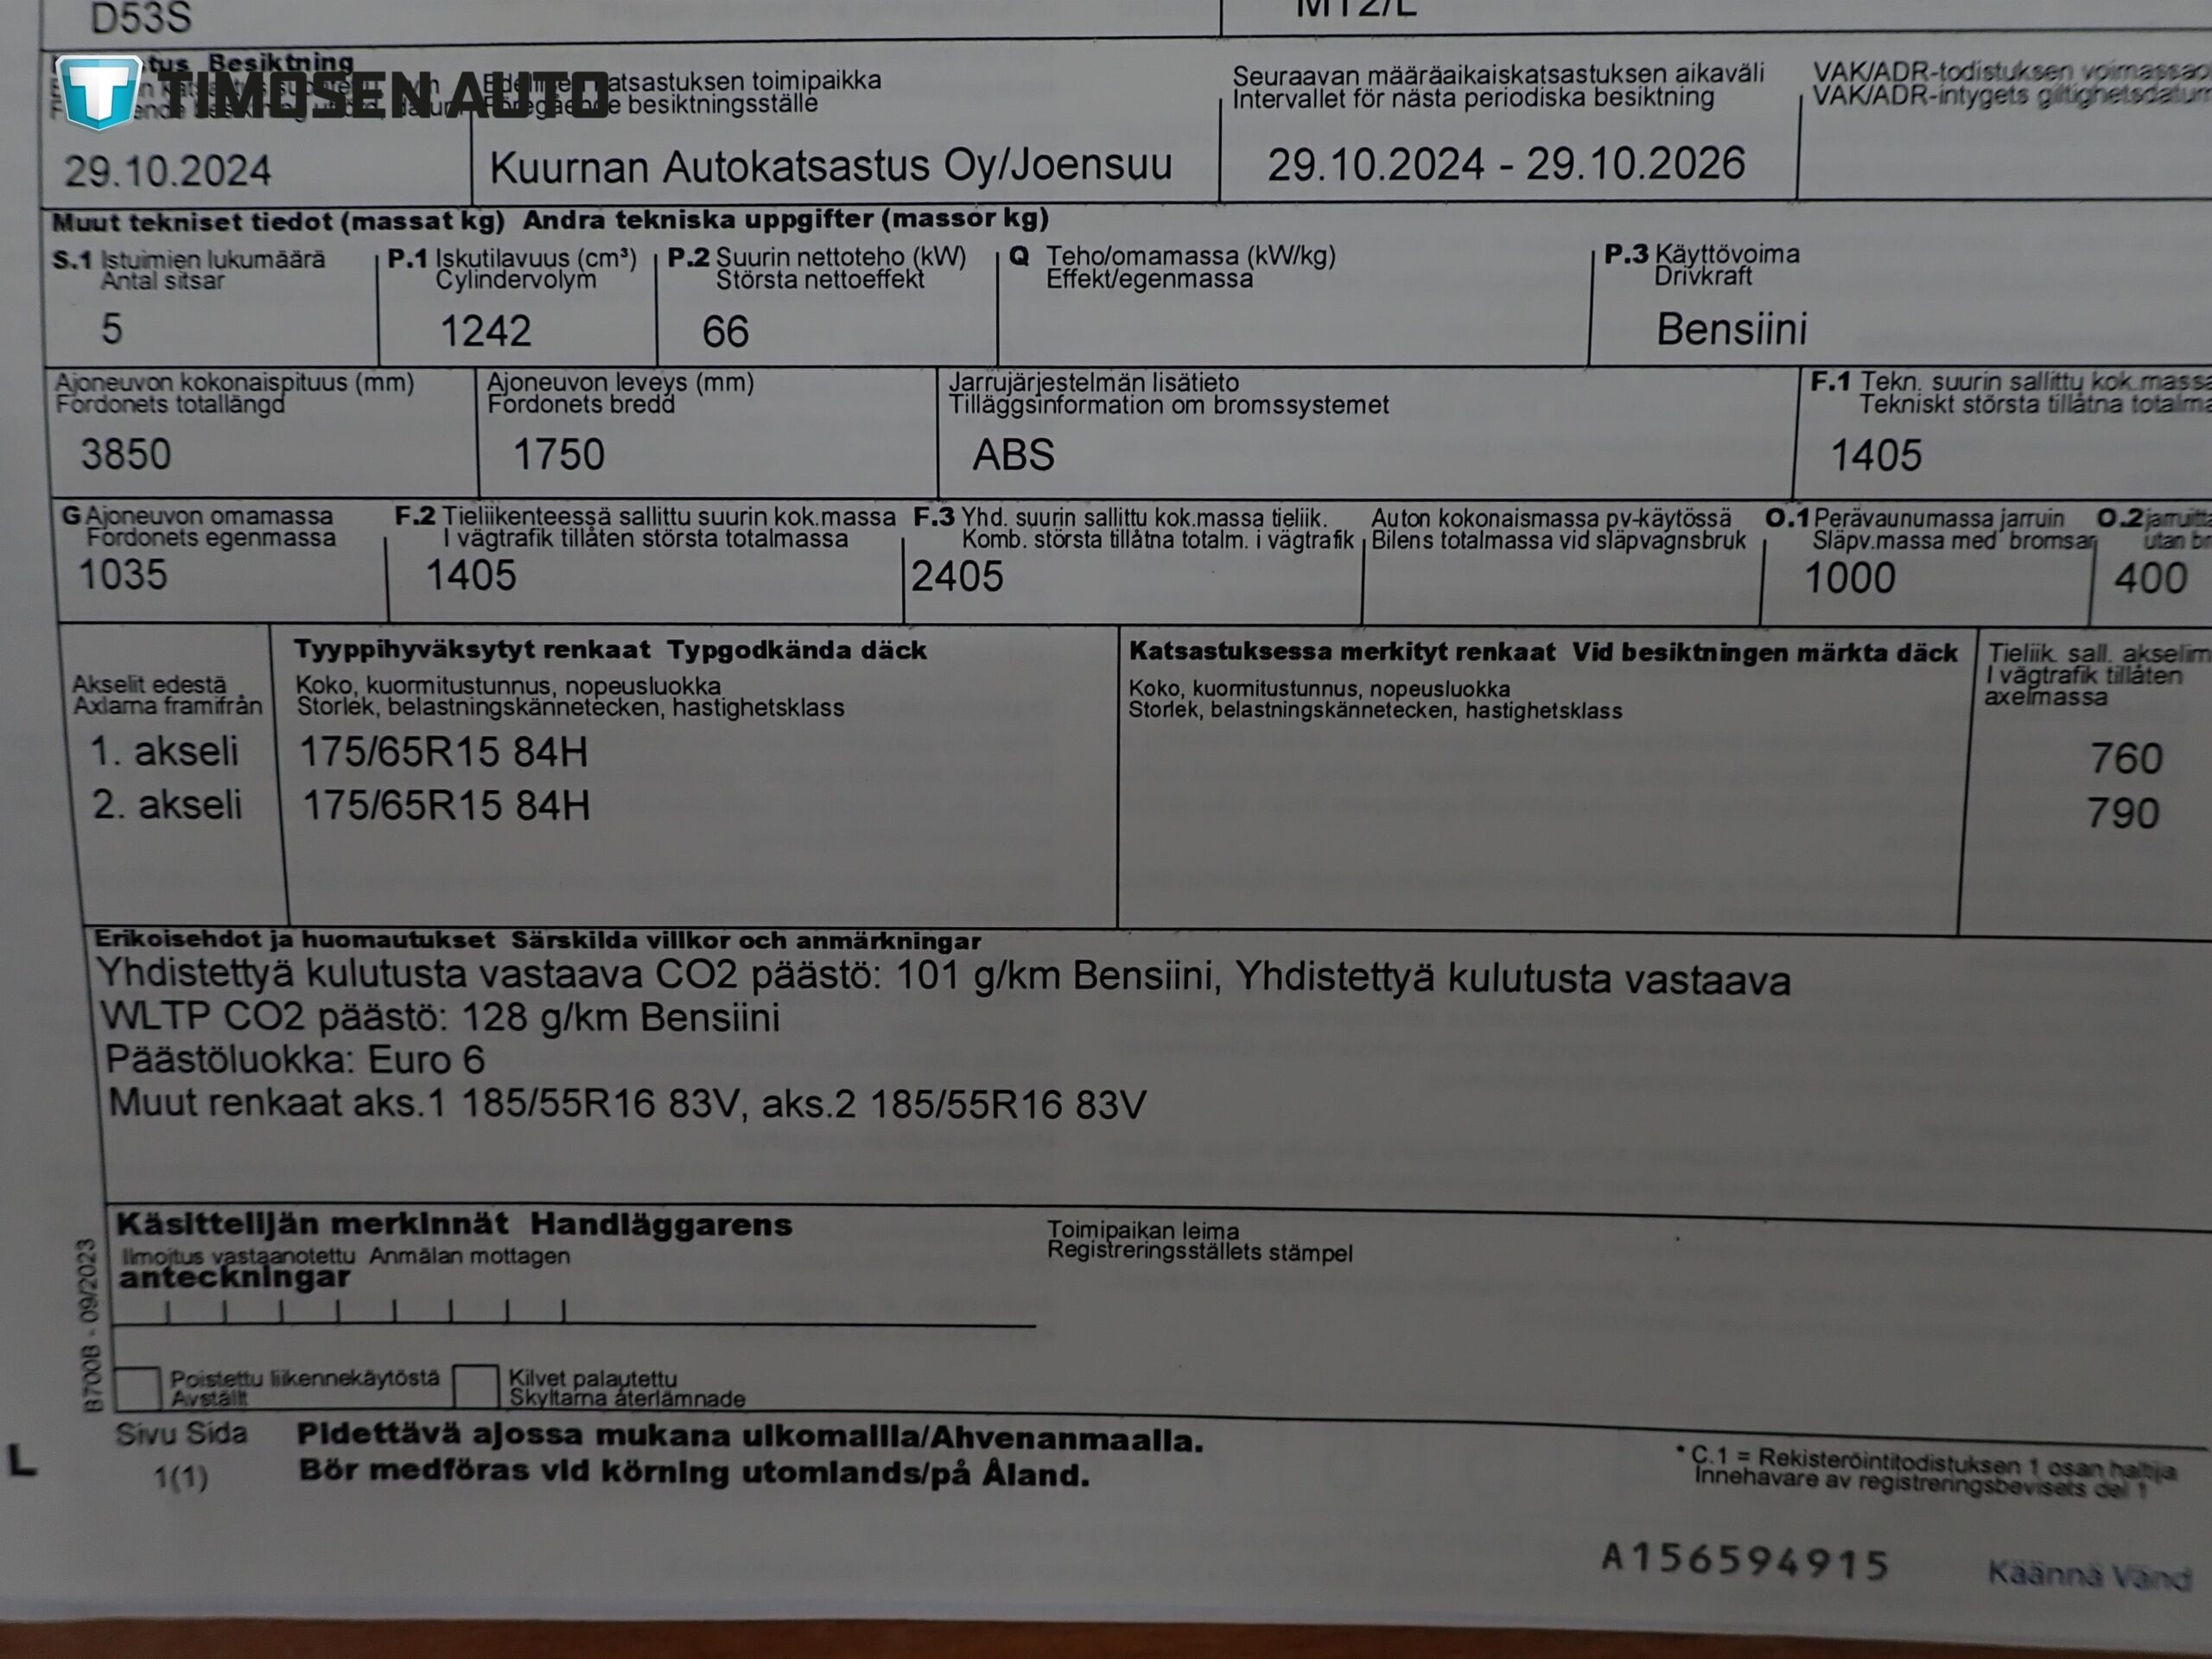 D53S
TIMOSEN AUTO
tus Besiktning
Edellisen katsastuksen toimipaikka
Föregående besiktningsställe
Seuraavan määräaikaiskatsastuksen aikaväli
Intervallet för nästa periodiska besiktning
VAK/ADR-todistuksen
VAK/ADR-intygets giltighetsdatum
29.10.2024
Kuurnan Autokatsastus Oy/Joensuu
29.10.2024 - 29.10.2026
Muut tekniset tiedot (massat kg) Andra tekniska uppgifter (massor kg)
S.1 Istuimien lukumäärä
Antal sitsar
P.1 Iskutilavuus (cm³)
Cylindervolym
P.2 Suurin nettoteho (kW)
Största nettoeffekt
Q Teho/omamassa (kW/kg)
Effekt/egenmassa
P.3 Käyttövoima
Drivkraft
5
1242
66
Bensiini
Ajoneuvon kokonaispituus (mm)
Fordonets totallängd
Ajoneuvon leveys (mm)
Fordonets bredd
Jarrujärjestelmän lisätieto
Tilläggsinformation om bromssystemet
F.1 Tekn. suurin sallittu kok.massa
Tekniskt största tillåtna totalma
3850
1750
ABS
1405
G Ajoneuvon omamassa
Fordonets egenmassa
F.2 Tieliikenteessä sallittu suurin kok.massa
I vägtrafik tillåten största totalmassa
F.3 Yhd. suurin sallittu kok.massa tieliik.
Komb. största tillåtna totalm. i vägtrafik
Auton kokonaismassa pv-käytössä
Bilens totalmassa vid släpvagnsbruk
O.1 Perävaunumassa jarruin
Släpv.massa med bromsar
O.2 jarruitta
utan br
1035
1405
2405
1000
400
Akselit edestä
Axlarna framifrån
Tyyppihyväksytyt renkaat Typgodkända däck
Koko, kuormitustunnus, nopeusluokka
Storlek, belastningskännetecken, hastighetsklass
Katsastuksessa merkityt renkaat Vid besiktningen märkta däck
Koko, kuormitustunnus, nopeusluokka
Storlek, belastningskännetecken, hastighetsklass
Tieliik. sall. akselim
I vägtrafik tillåten
axelmassa
1. akseli 175/65R15 84H 760
2. akseli 175/65R15 84H 790
Erikoisehdot ja huomautukset Särskilda villkor och anmärkningar
Yhdistettyä kulutusta vastaava CO2 päästö: 101 g/km Bensiini, Yhdistettyä kulutusta vastaava
WLTP CO2 päästö: 128 g/km Bensiini
Päästöluokka: Euro 6
Muut renkaat aks.1 185/55R16 83V, aks.2 185/55R16 83V
Käsittelijän merkinnät Handläggarens
Ilmoitus vastaanotettu Anmälan mottagen
anteckningar
Toimipaikan leima
Registreringsställets stämpel
B700B - 09/2023
Poistettu liikennekäytöstä
Avställt
Kilvet palautettu
Skyltarna återlämnade
Sivu Sida
1(1)
L
Pidettävä ajossa mukana ulkomailla/Ahvenanmaalla.
Bör medföras vid körning utomlands/på Åland.
* C.1 = Rekisteröintitodistuksen 1 osan haltija
Innehavare av registreringsbevisets del 1
A156594915
Käännä Vänd